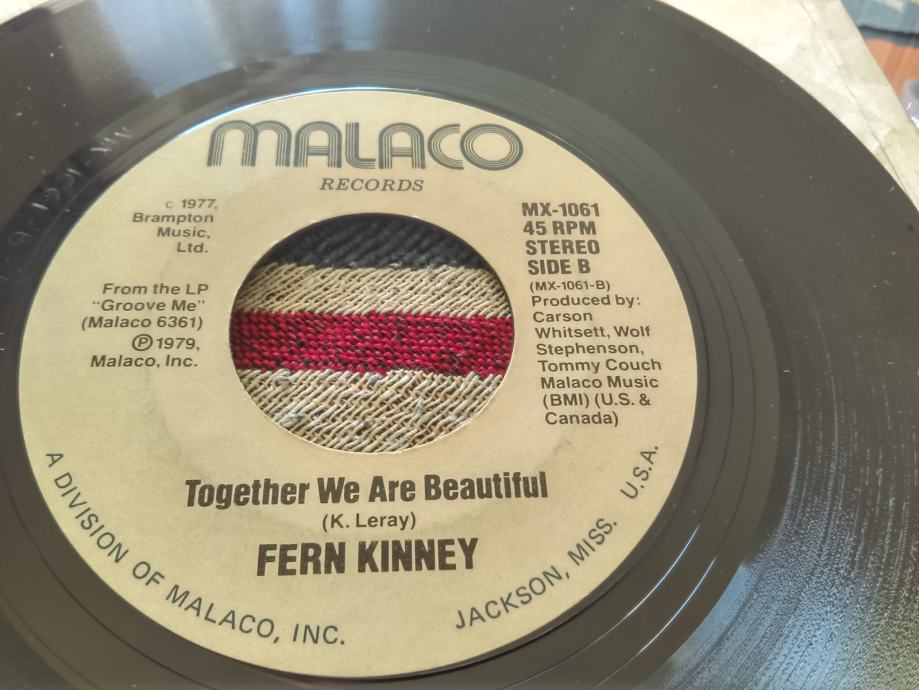 MALACO
RECORDS
c 1977,
Brampton
Music,
Ltd.
From the LP
"Groove Me"
(Malaco 6361)
℗ 1979,
Malaco, Inc.
MX-1061
45 RPM
STEREO
SIDE B
(MX-1061-B)
Produced by:
Carson
Whitsett, Wolf
Stephenson,
Tommy Couch
Malaco Music
(BMI) (U.S. &
Canada)
Together We Are Beautiful
(K. Leray)
FERN KINNEY
A DIVISION OF MALACO, INC.
JACKSON, MISS. U.S.A.